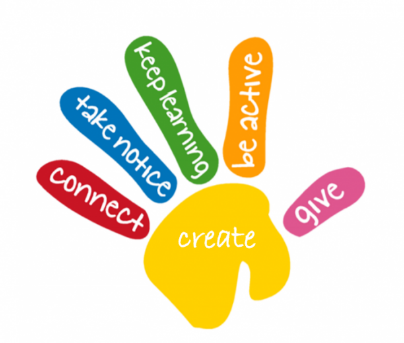 connect
take notice
keep learning
be active
give
create